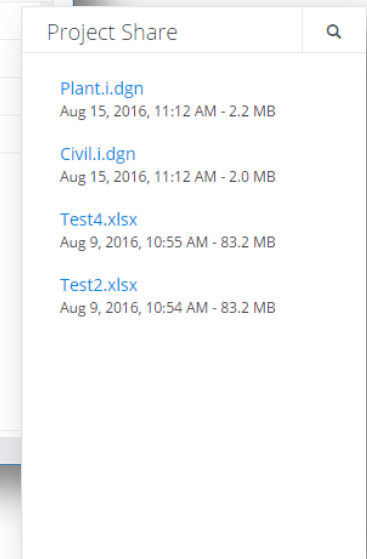 Project Share
Plant.i.dgn
Aug 15, 2016, 11:12 AM - 2.2 MB
Civil.i.dgn
Aug 15, 2016, 11:12 AM - 2.0 MB
Test4.xlsx
Aug 9, 2016, 10:55 AM - 83.2 MB
Test2.xlsx
Aug 9, 2016, 10:54 AM - 83.2 MB